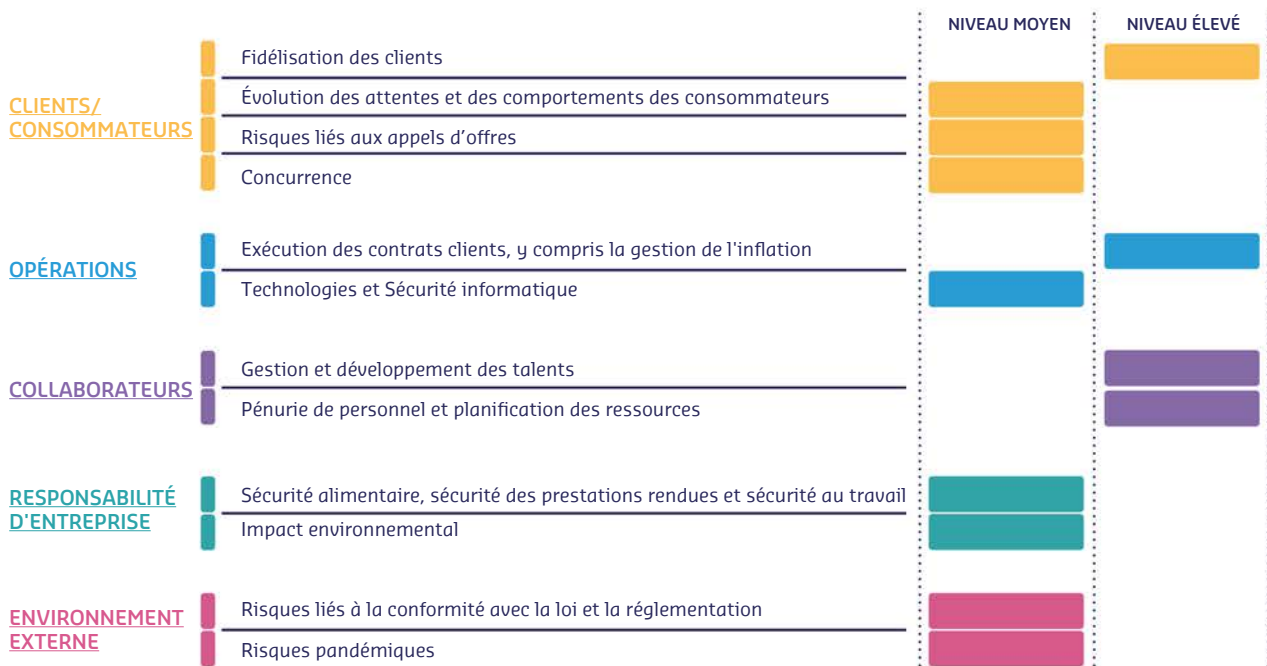 NIVEAU MOYEN
NIVEAU ÉLEVÉ
CLIENTS/
CONSOMMATEURS
Fidélisation des clients
Évolution des attentes et des comportements des consommateurs
Risques liés aux appels d’offres
Concurrence
OPÉRATIONS
Exécution des contrats clients, y compris la gestion de l'inflation
Technologies et Sécurité informatique
COLLABORATEURS
Gestion et développement des talents
Pénurie de personnel et planification des ressources
RESPONSABILITÉ
D'ENTREPRISE
Sécurité alimentaire, sécurité des prestations rendues et sécurité au travail
Impact environnemental
ENVIRONNEMENT
EXTERNE
Risques liés à la conformité avec la loi et la réglementation
Risques pandémiques